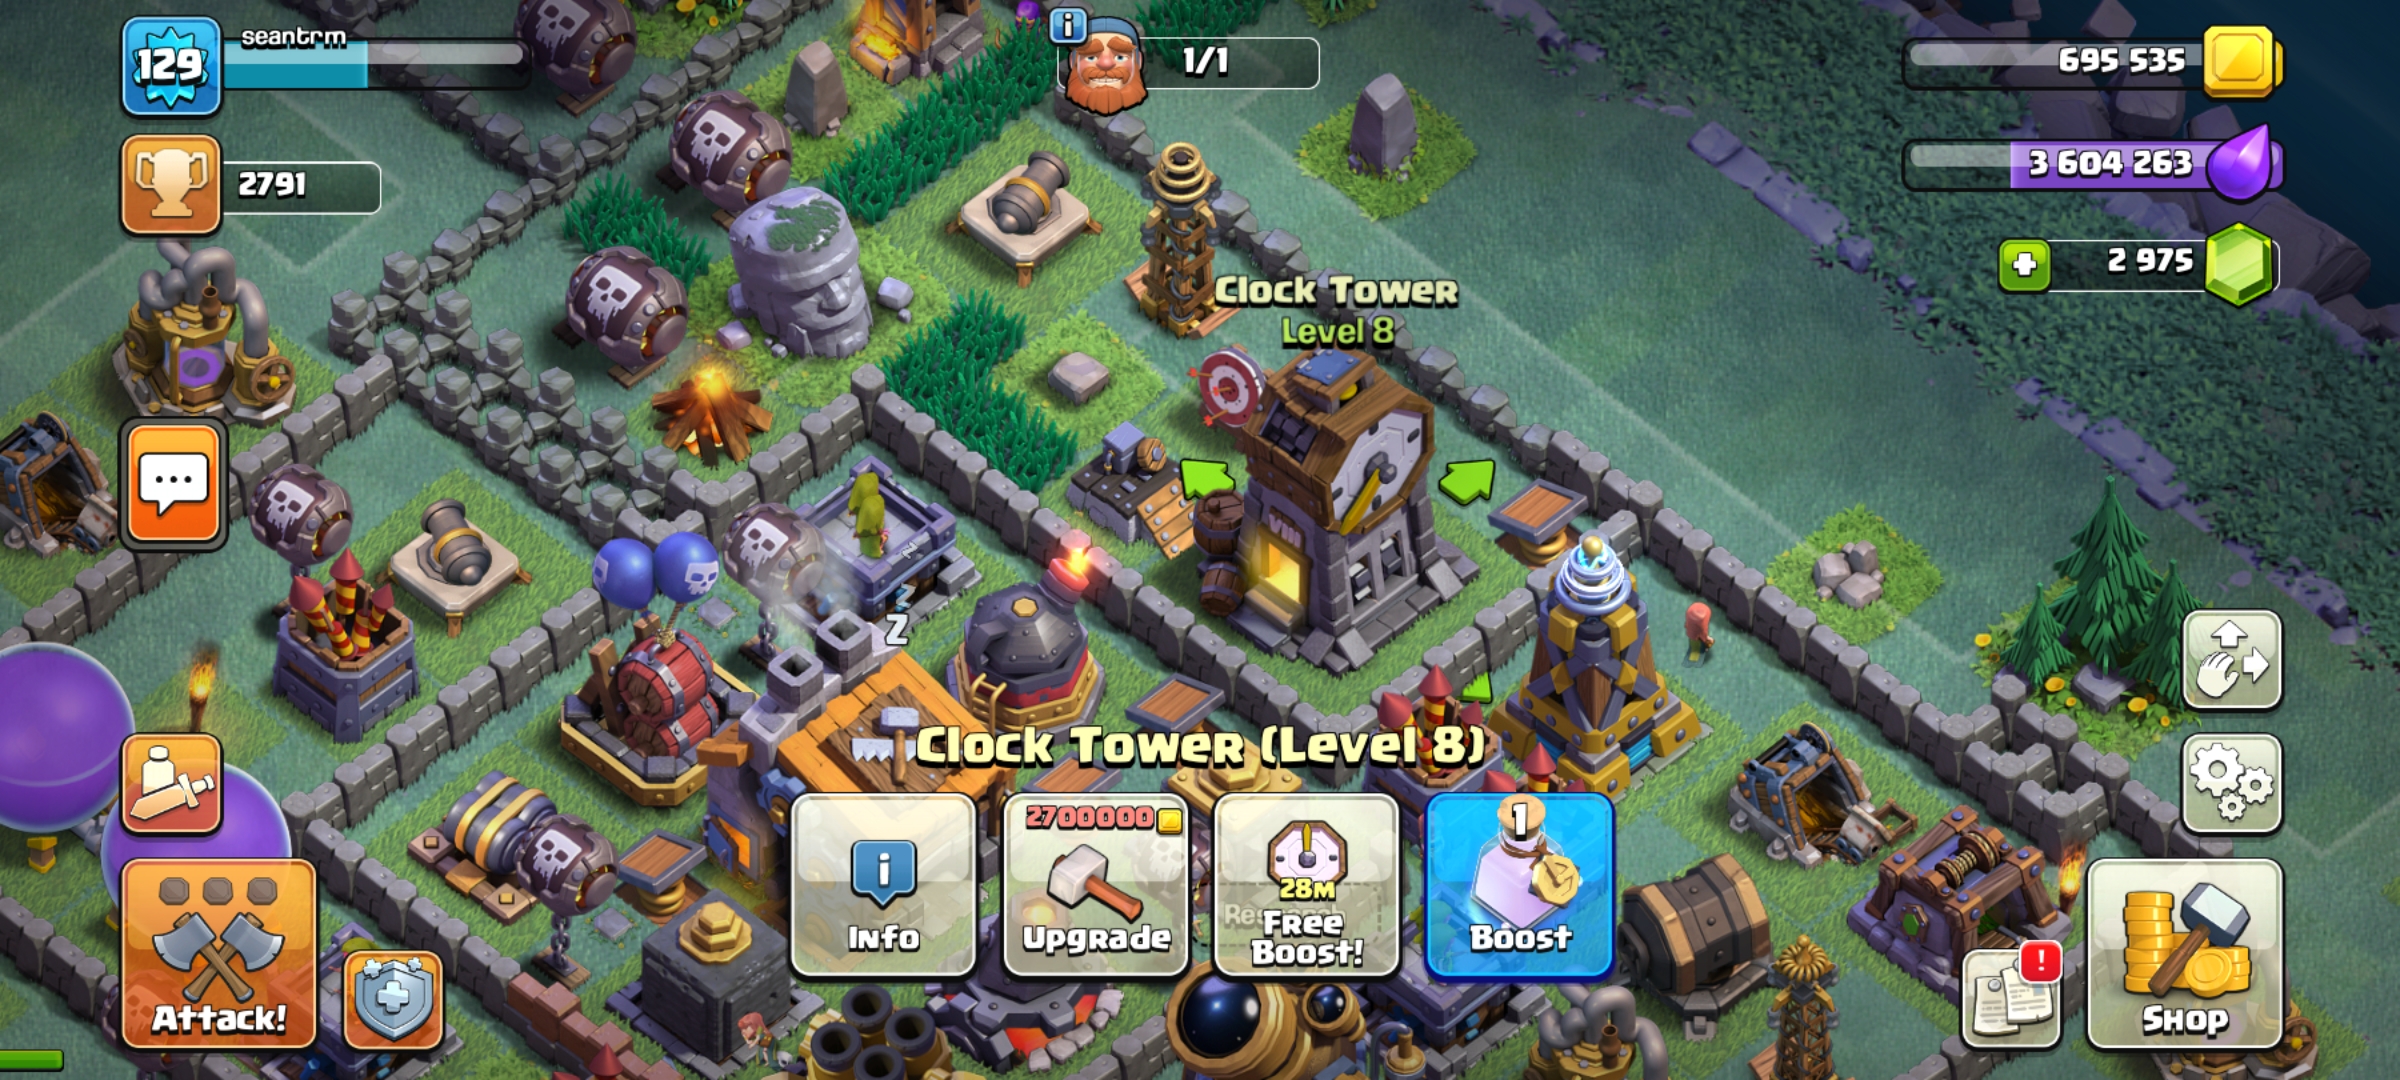 129
seantrm
i
1/1
695 535
2791
3 604 263
2 975
Clock Tower
Level 8
VIII
z
z
Z
Clock Tower (Level 8)
i
Info
2700000
Upgrade
28M
Free
Boost!
1
Boost
Attack!
!
Shop